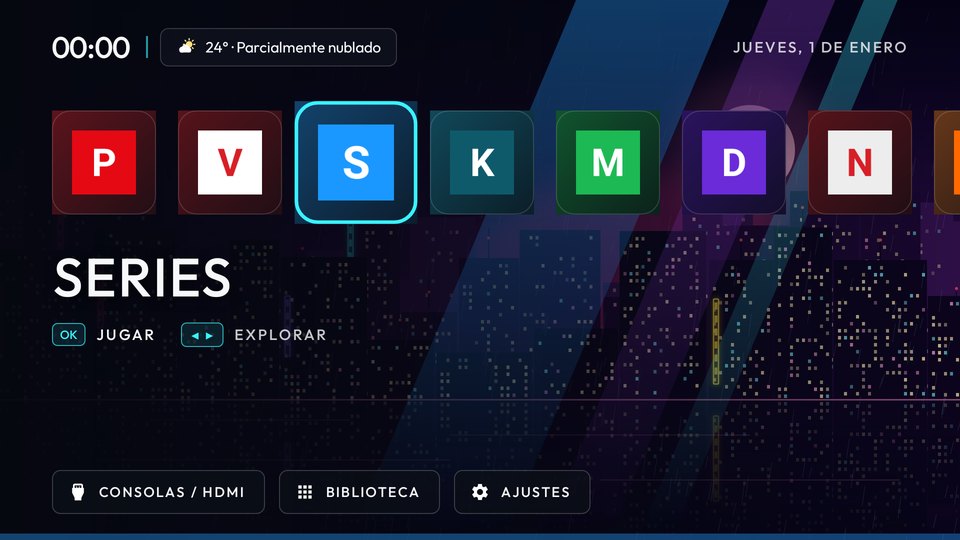 00:00
24° · Parcialmente nublado
JUEVES, 1 DE ENERO
P V S K M D N
SERIES
OK JUGAR ◄ ► EXPLORAR
CONSOLAS / HDMI BIBLIOTECA AJUSTES